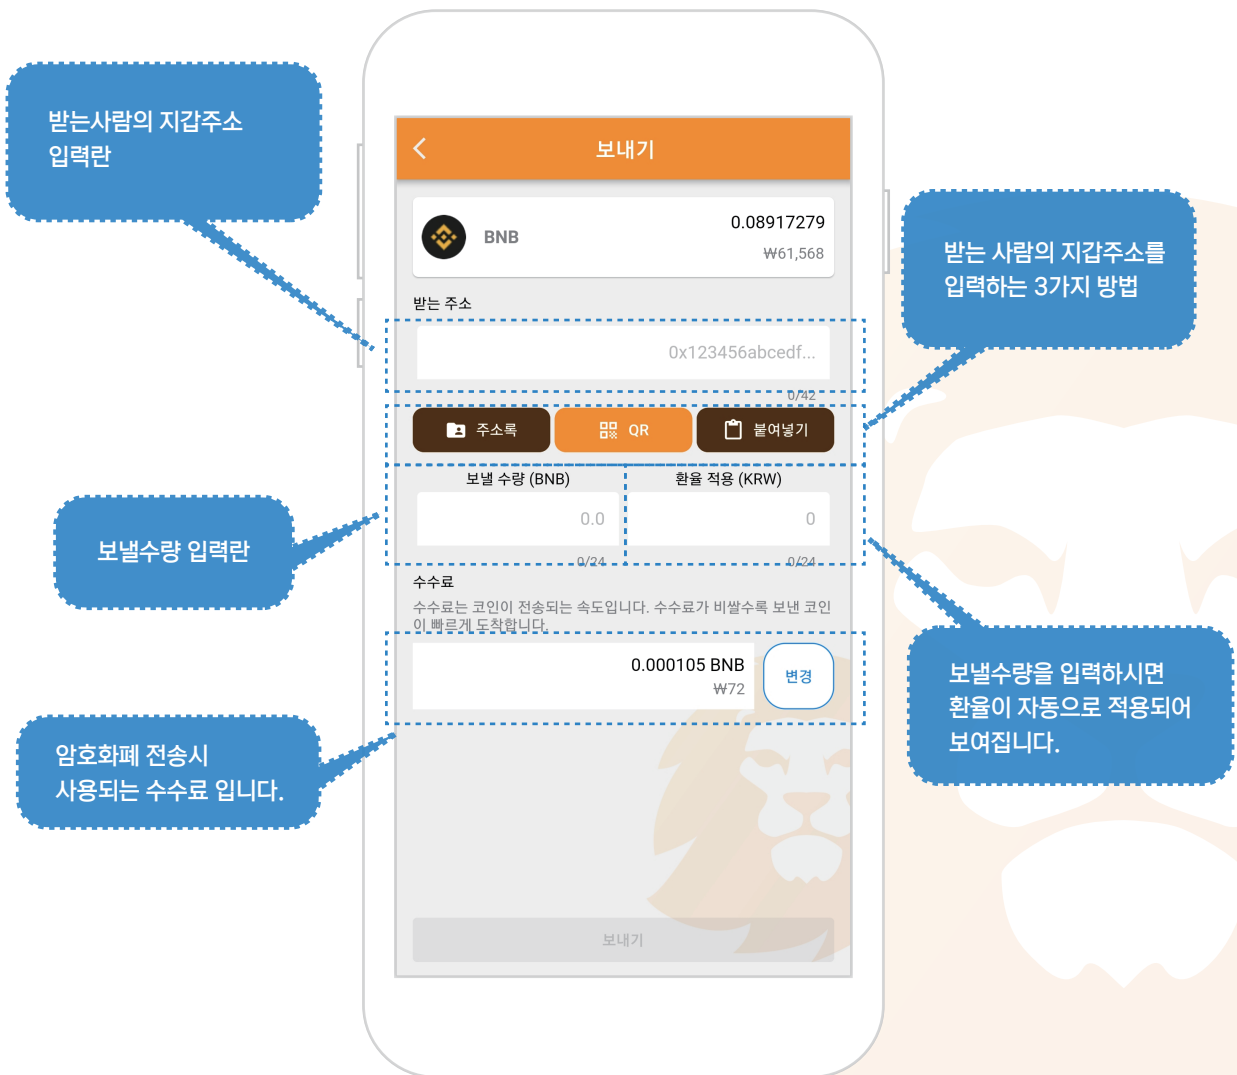 받는사람의 지갑주소
입력란
보내기
BNB
0.08917279
₩61,568
받는 사람의 지갑주소를
입력하는 3가지 방법
받는 주소
0x123456abcedf...
0/42
주소록
QR
붙여넣기
보낼 수량 (BNB)
환율 적용 (KRW)
0.0
0
0/24
0/24
보낼수량 입력란
수수료
수수료는 코인이 전송되는 속도입니다. 수수료가 비쌀수록 보낸 코인
이 빠르게 도착합니다.
0.000105 BNB
₩72
변경
보낼수량을 입력하시면
환율이 자동으로 적용되어
보여집니다.
암호화폐 전송시
사용되는 수수료 입니다.
보내기